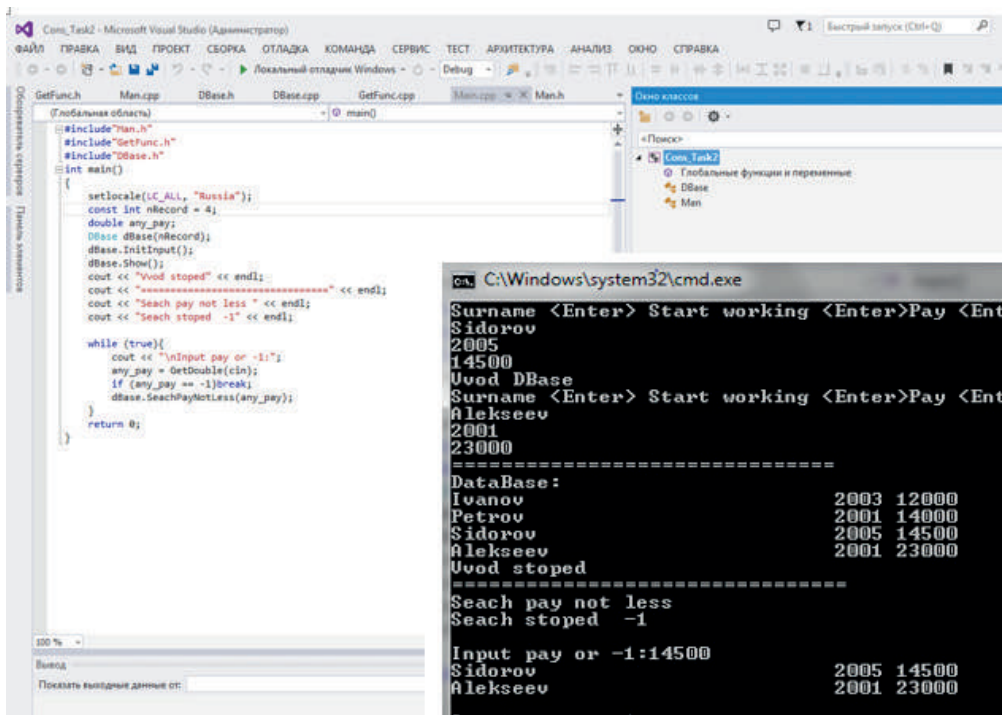 Cons_Task2 - Microsoft Visual Studio (Администратор)
1
Быстрый запуск (Ctrl+Q)
ФАЙЛ ПРАВКА ВИД ПРОЕКТ СБОРКА ОТЛАДКА КОМАНДА СЕРВИС ТЕСТ АРХИТЕКТУРА АНАЛИЗ ОКНО СПРАВКА
Локальный отладчик Windows
Debug
Обозреватель серверов
Панель элементов
GetFunc.h Man.cpp DBase.h DBase.cpp GetFunc.cpp Main.cpp Man.h
(Глобальная область) main()
#include"Man.h"
#include"GetFunc.h"
#include"DBase.h"
int main()
{
setlocale(LC_ALL, "Russia");
const int nRecord = 4;
double any_pay;
DBase dBase(nRecord);
dBase.InitInput();
dBase.Show();
cout << "Vvod stoped" << endl;
cout << "==============================" << endl;
cout << "Seach pay not less " << endl;
cout << "Seach stoped  -1" << endl;
while (true){
cout << "\nInput pay or -1:";
any_pay = GetDouble(cin);
if (any_pay == -1)break;
dBase.SeachPayNotLess(any_pay);
}
return 0;
}
100 %
Вывод
Показать выходные данные от:
Окно классов
<Поиск>
Cons_Task2
Глобальные функции и переменные
DBase
Man
C:\Windows\system32\cmd.exe
Surname <Enter> Start working <Enter>Pay <Ent
Sidorov
2005
14500
Vvod DBase
Surname <Enter> Start working <Enter>Pay <Ent
Alekseev
2001
23000
================================
DataBase:
Ivanov 2003 12000
Petrov 2001 14000
Sidorov 2005 14500
Alekseev 2001 23000
Vvod stoped
=================================
Seach pay not less
Seach stoped  -1
Input pay or -1:14500
Sidorov 2005 14500
Alekseev 2001 23000